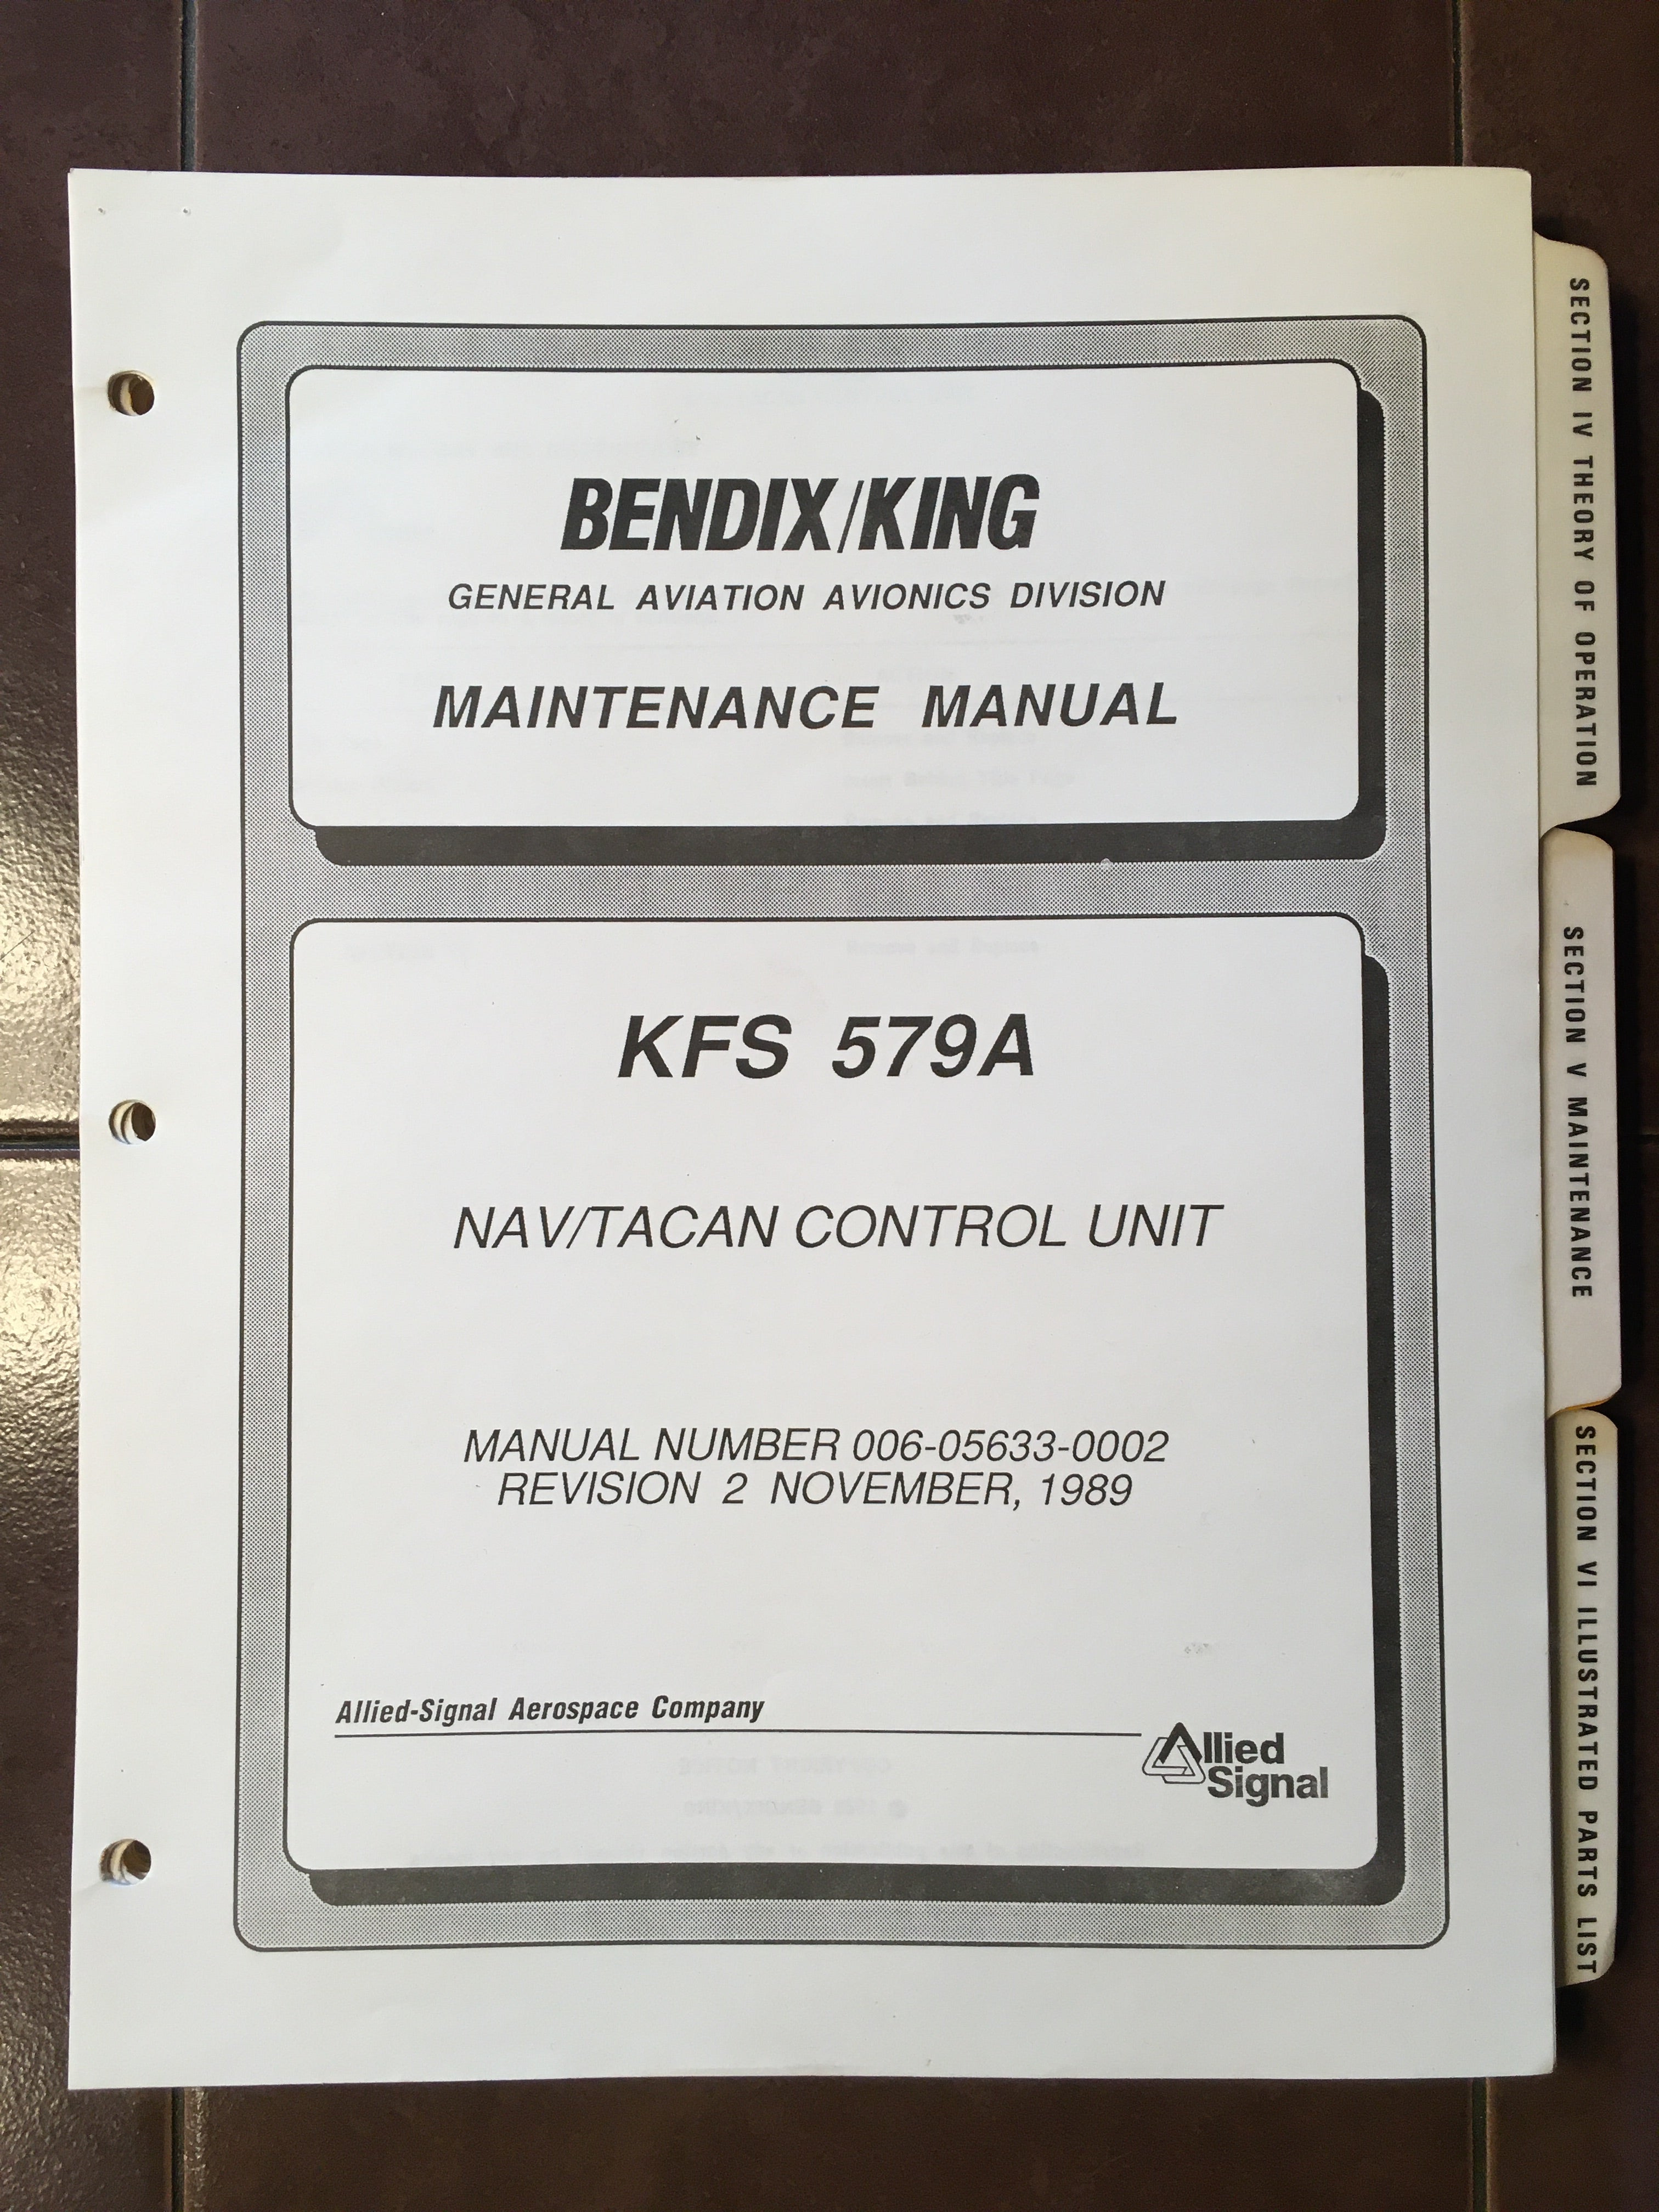 BENDIX/KING
GENERAL AVIATION AVIONICS DIVISION
MAINTENANCE MANUAL
KFS 579A
NAV/TACAN CONTROL UNIT
MANUAL NUMBER 006-05633-0002
REVISION 2 NOVEMBER, 1989
Allied-Signal Aerospace Company
Allied
Signal
SECTION IV THEORY OF OPERATION
SECTION V MAINTENANCE
SECTION VI ILLUSTRATED PARTS LIST